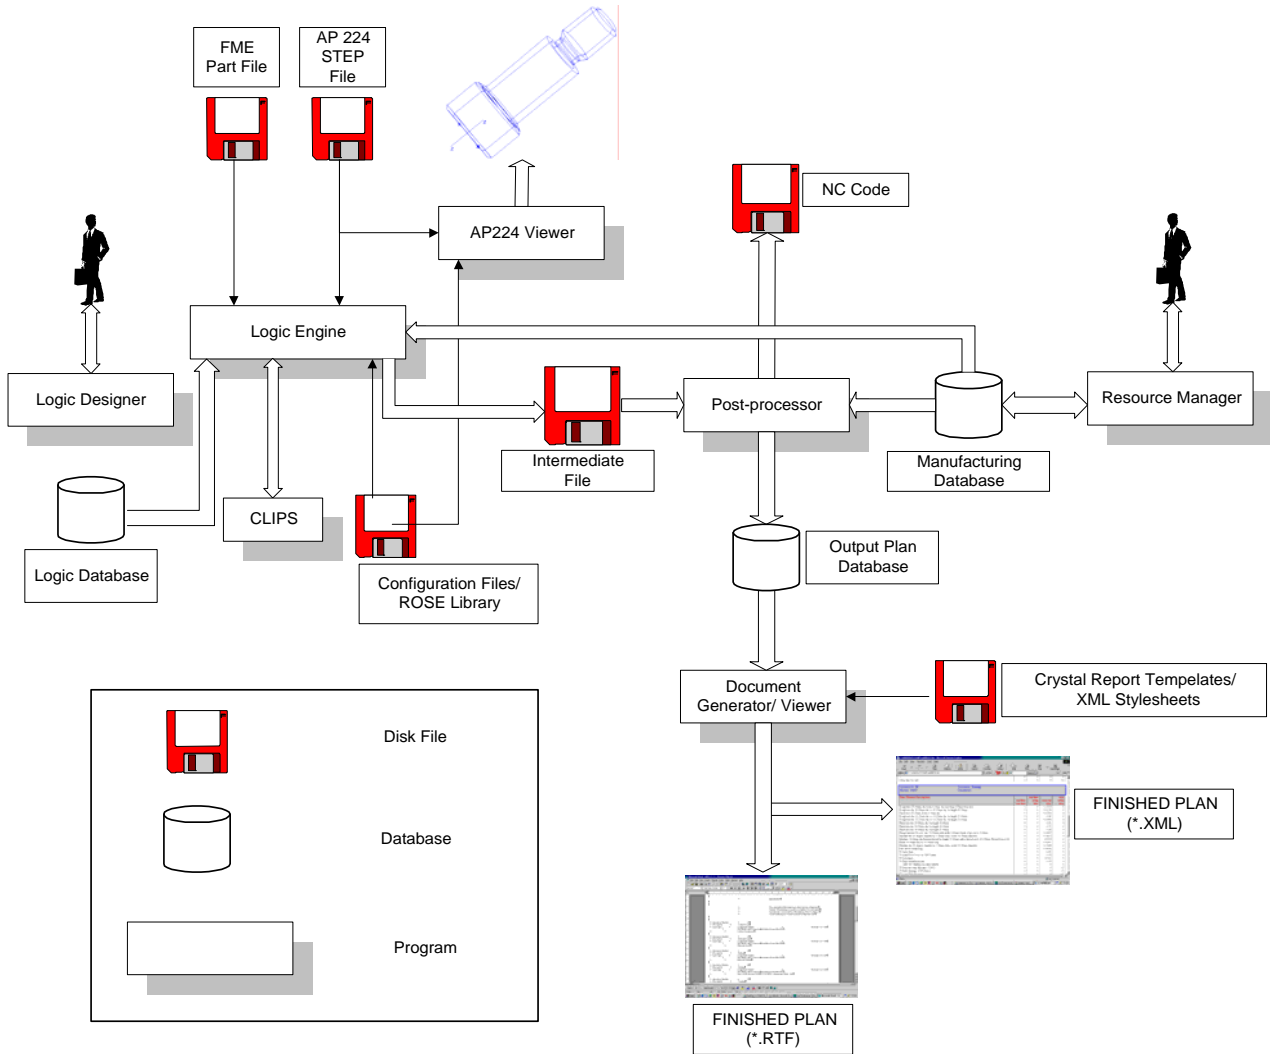 FME
Part File
AP 224
STEP
File
NC Code
AP224 Viewer
Logic Engine
Logic Designer
Post-processor
Resource Manager
Intermediate
File
Manufacturing
Database
CLIPS
Logic Database
Configuration Files/
ROSE Library
Output Plan
Database
Document
Generator/ Viewer
Crystal Report Tempelates/
XML Stylesheets
Disk File
Database
Program
FINISHED PLAN
(*.XML)
FINISHED PLAN
(*.RTF)